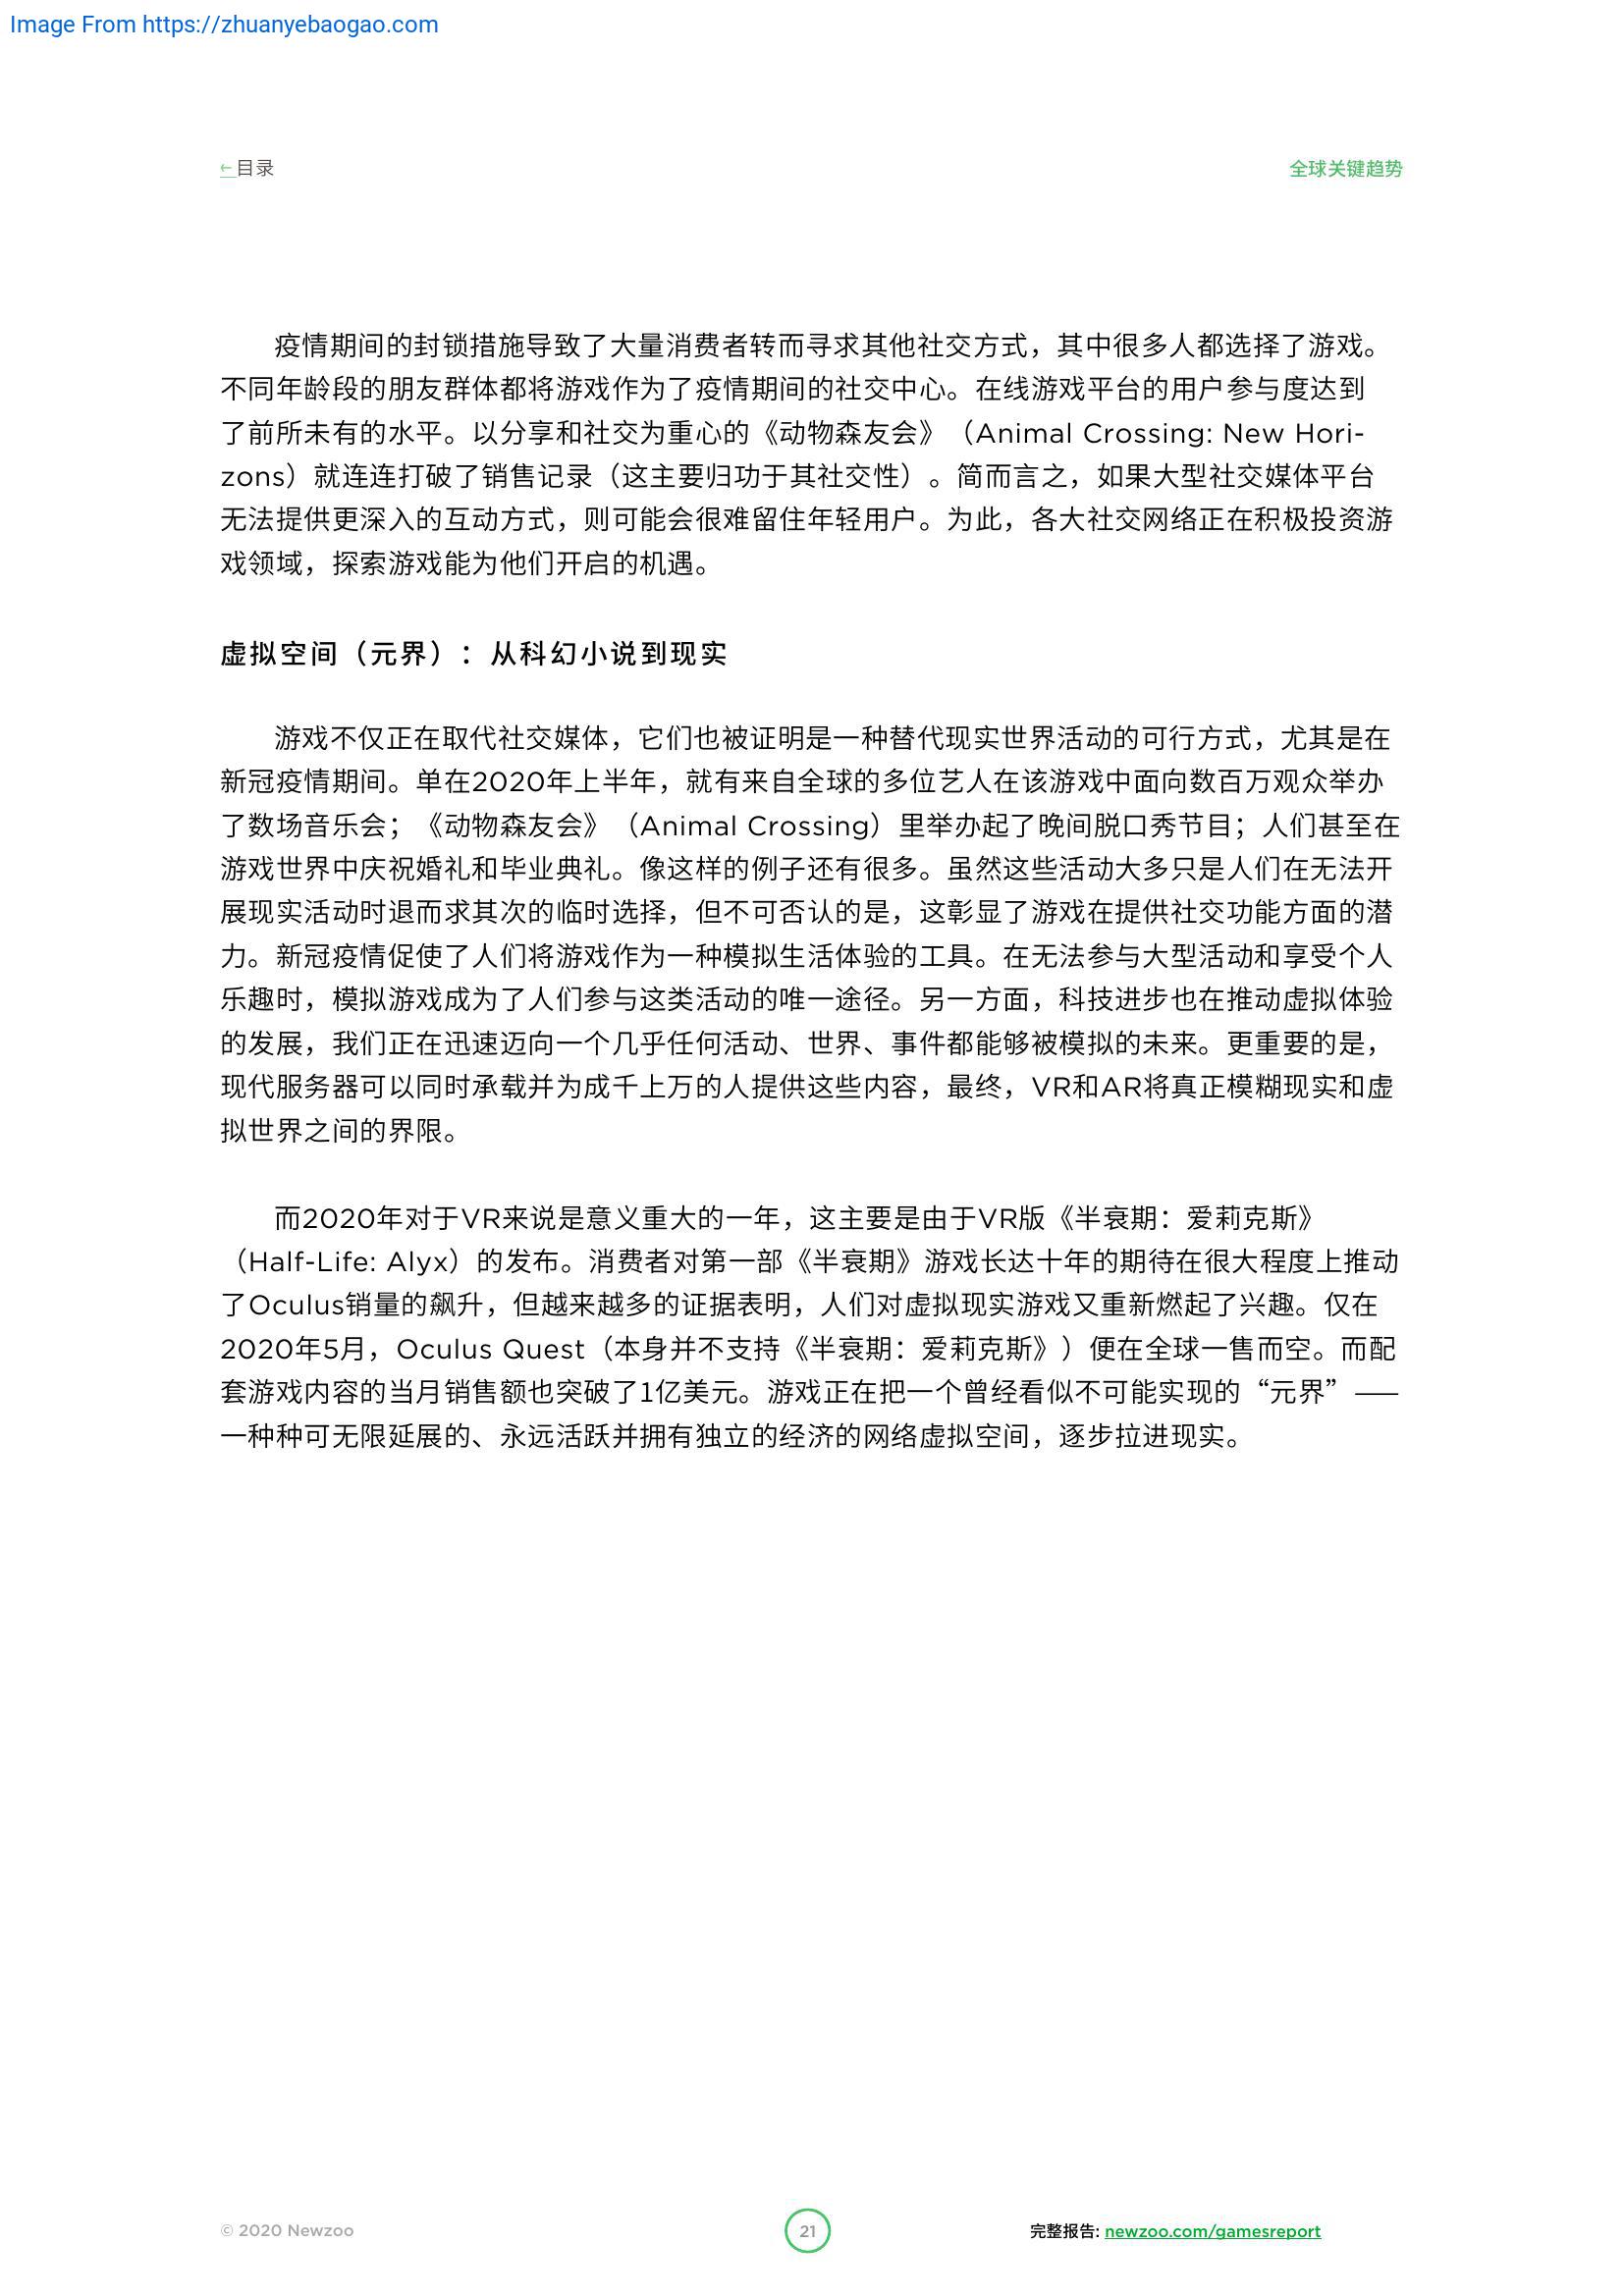 Image From https://zhuanyebaogao.com
←目录
全球关键趋势
疫情期间的封锁措施导致了大量消费者转而寻求其他社交方式，其中很多人都选择了游戏。
不同年龄段的朋友群体都将游戏作为了疫情期间的社交中心。在线游戏平台的用户参与度达到
了前所未有的水平。以分享和社交为重心的《动物森友会》（Animal Crossing: New Hori-
zons）就连连打破了销售记录（这主要归功于其社交性）。简而言之，如果大型社交媒体平台
无法提供更深入的互动方式，则可能会很难留住年轻用户。为此，各大社交网络正在积极投资游
戏领域，探索游戏能为他们开启的机遇。
虚拟空间（元界）：从科幻小说到现实
游戏不仅正在取代社交媒体，它们也被证明是一种替代现实世界活动的可行方式，尤其是在
新冠疫情期间。单在2020年上半年，就有来自全球的多位艺人在该游戏中面向数百万观众举办
了数场音乐会；《动物森友会》（Animal Crossing）里举办起了晚间脱口秀节目；人们甚至在
游戏世界中庆祝婚礼和毕业典礼。像这样的例子还有很多。虽然这些活动大多只是人们在无法开
展现实活动时退而求其次的临时选择，但不可否认的是，这彰显了游戏在提供社交功能方面的潜
力。新冠疫情促使了人们将游戏作为一种模拟生活体验的工具。在无法参与大型活动和享受个人
乐趣时，模拟游戏成为了人们参与这类活动的唯一途径。另一方面，科技进步也在推动虚拟体验
的发展，我们正在迅速迈向一个几乎任何活动、世界、事件都能够被模拟的未来。更重要的是，
现代服务器可以同时承载并为成千上万的人提供这些内容，最终，VR和AR将真正模糊现实和虚
拟世界之间的界限。
而2020年对于VR来说是意义重大的一年，这主要是由于VR版《半衰期：爱莉克斯》
（Half-Life: Alyx）的发布。消费者对第一部《半衰期》游戏长达十年的期待在很大程度上推动
了Oculus销量的飙升，但越来越多的证据表明，人们对虚拟现实游戏又重新燃起了兴趣。仅在
2020年5月，Oculus Quest（本身并不支持《半衰期：爱莉克斯》）便在全球一售而空。而配
套游戏内容的当月销售额也突破了1亿美元。游戏正在把一个曾经看似不可能实现的“元界”——
一种种可无限延展的、永远活跃并拥有独立的经济的网络虚拟空间，逐步拉进现实。
© 2020 Newzoo
21
完整报告: newzoo.com/gamesreport